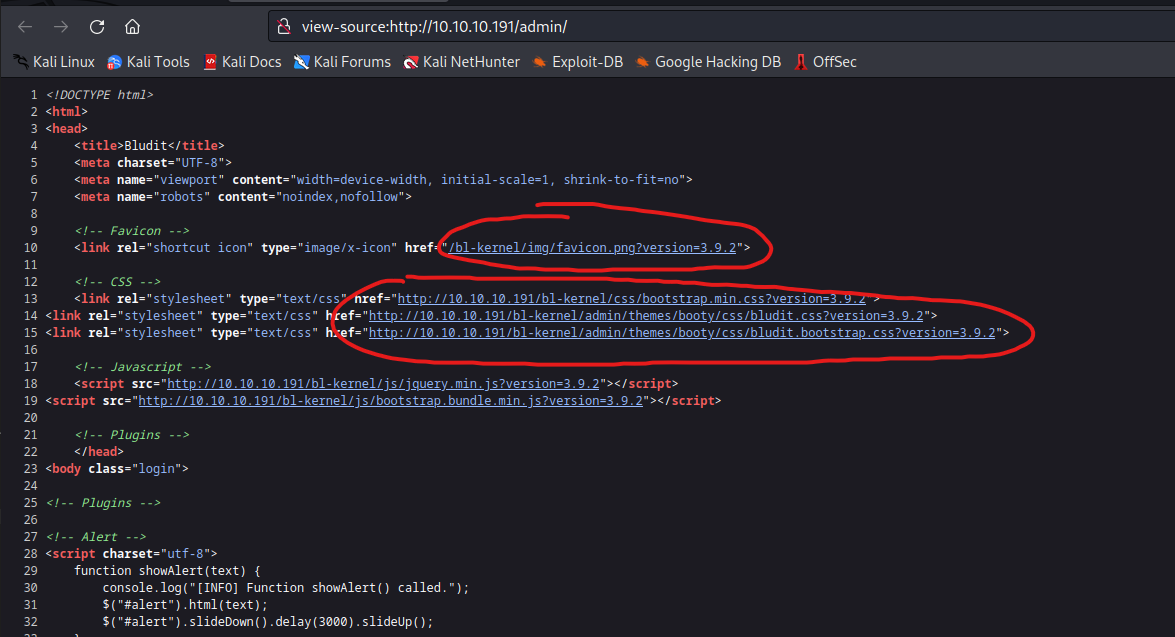 view-source:http://10.10.10.191/admin/
Kali Linux Kali Tools Kali Docs Kali Forums Kali NetHunter Exploit-DB Google Hacking DB OffSec
1 <!DOCTYPE html>
2 <html>
3 <head>
4 <title>Bludit</title>
5 <meta charset="UTF-8">
6 <meta name="viewport" content="width=device-width, initial-scale=1, shrink-to-fit=no">
7 <meta name="robots" content="noindex,nofollow">
8
9 <!-- Favicon -->
10 <link rel="shortcut icon" type="image/x-icon" href="/bl-kernel/img/favicon.png?version=3.9.2">
11
12 <!-- CSS -->
13 <link rel="stylesheet" type="text/css" href="http://10.10.10.191/bl-kernel/css/bootstrap.min.css?version=3.9.2">
14 <link rel="stylesheet" type="text/css" href="http://10.10.10.191/bl-kernel/admin/themes/booty/css/bludit.css?version=3.9.2">
15 <link rel="stylesheet" type="text/css" href="http://10.10.10.191/bl-kernel/admin/themes/booty/css/bludit.bootstrap.css?version=3.9.2">
16
17 <!-- Javascript -->
18 <script src="http://10.10.10.191/bl-kernel/js/jquery.min.js?version=3.9.2"></script>
19 <script src="http://10.10.10.191/bl-kernel/js/bootstrap.bundle.min.js?version=3.9.2"></script>
20
21 <!-- Plugins -->
22 </head>
23 <body class="login">
24
25 <!-- Plugins -->
26
27 <!-- Alert -->
28 <script charset="utf-8">
29 function showAlert(text) {
30 console.log("[INFO] Function showAlert() called.");
31 $("#alert").html(text);
32 $("#alert").slideDown().delay(3000).slideUp();